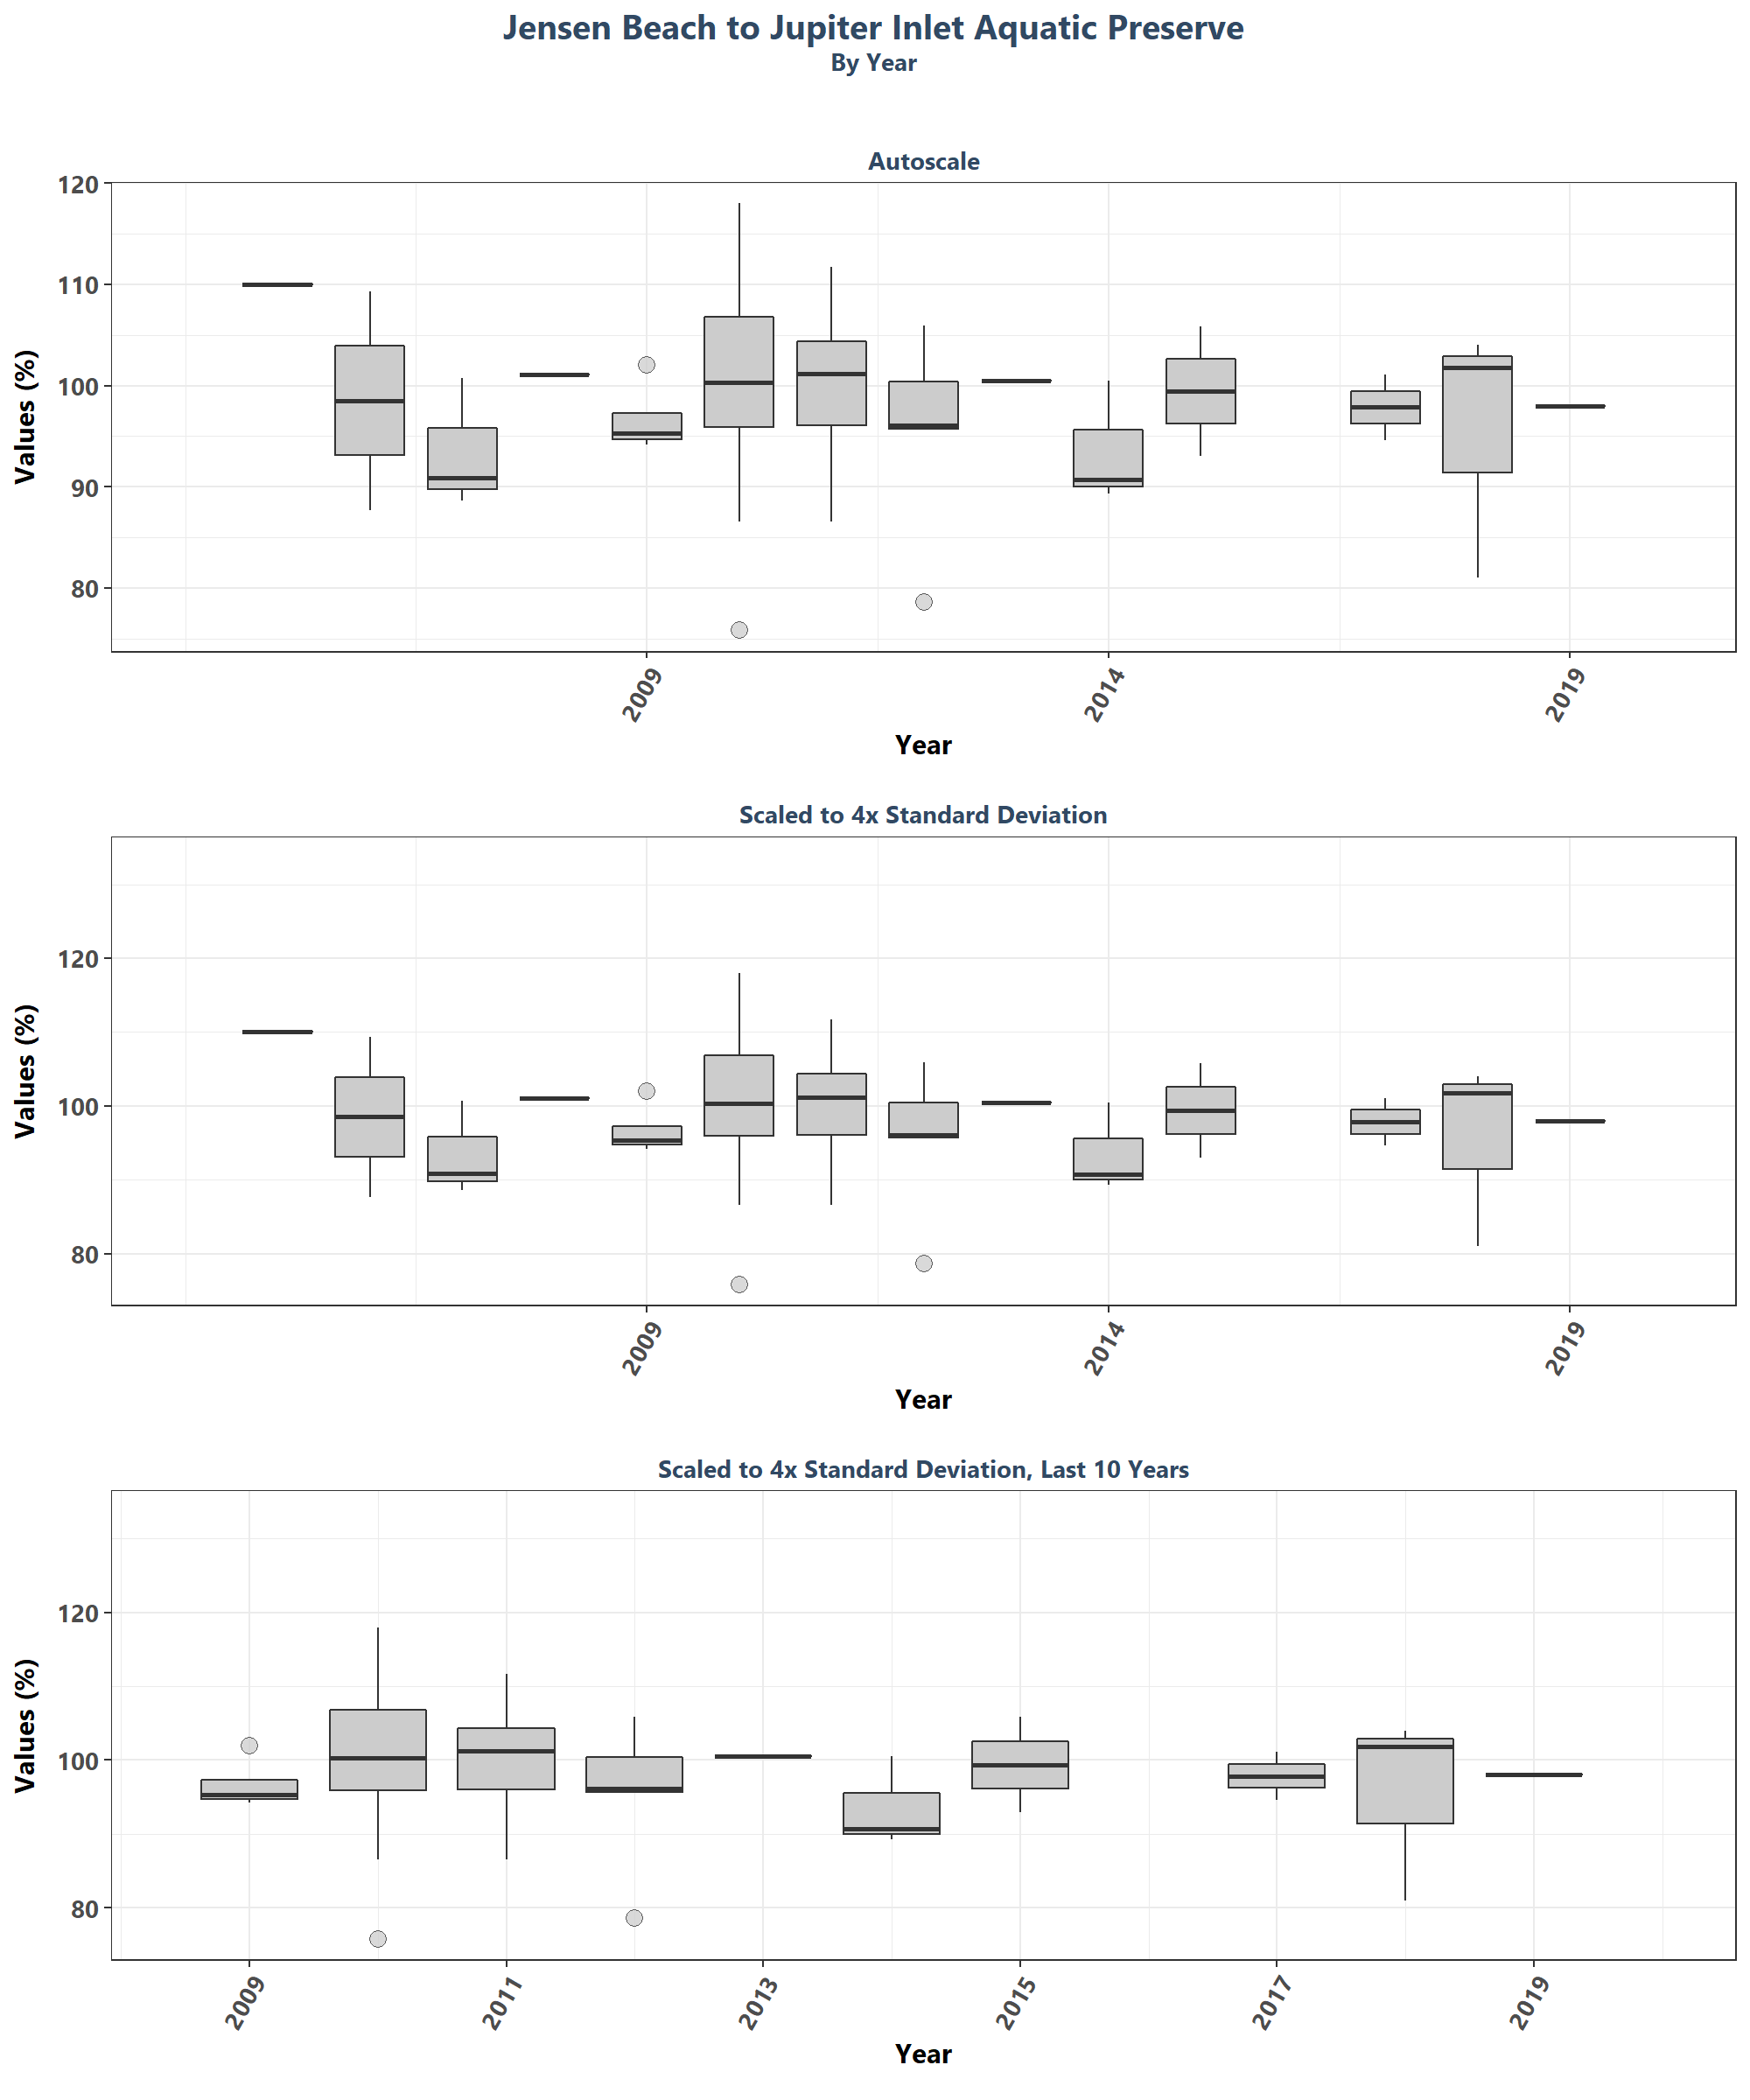 Jensen Beach to Jupiter Inlet Aquatic Preserve
By Year
Autoscale
120
110
100
90
80
Values (%)
2009
2014
2019
Year
Scaled to 4x Standard Deviation
120
100
80
Values (%)
2009
2014
2019
Year
Scaled to 4x Standard Deviation, Last 10 Years
120
100
80
Values (%)
2009
2011
2013
2015
2017
2019
Year